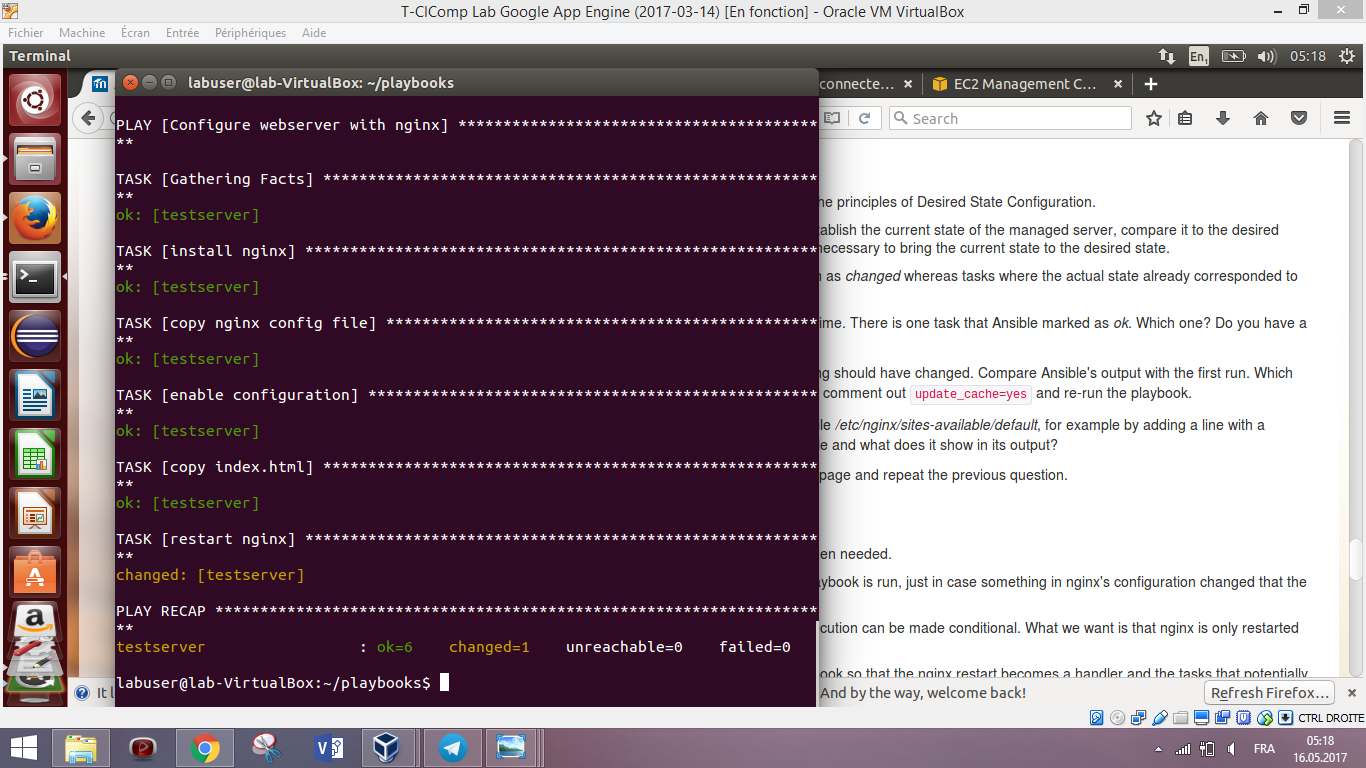 T-ClComp Lab Google App Engine (2017-03-14) [En fonction] - Oracle VM VirtualBox
Fichier Machine Écran Entrée Périphériques Aide
Terminal
En₁ 05:18
labuser@lab-VirtualBox: ~/playbooks
connecte… × EC2 Management C… × +
Search
PLAY [Configure webserver with nginx] ****************************************
**
TASK [Gathering Facts] *******************************************************
**
ok: [testserver]
TASK [install nginx] *********************************************************
**
ok: [testserver]
TASK [copy nginx config file] ************************************************
**
ok: [testserver]
TASK [enable configuration] **************************************************
**
ok: [testserver]
TASK [copy index.html] *******************************************************
**
ok: [testserver]
TASK [restart nginx] *********************************************************
**
changed: [testserver]
PLAY RECAP *******************************************************************
**
testserver : ok=6 changed=1 unreachable=0 failed=0
labuser@lab-VirtualBox:~/playbooks$
principles of Desired State Configuration.
the current state of the managed server, compare it to the desired
necessary to bring the current state to the desired state.
as changed whereas tasks where the actual state already corresponded to
There is one task that Ansible marked as ok. Which one? Do you have a
should have changed. Compare Ansible's output with the first run. Which
comment out update_cache=yes and re-run the playbook.
/etc/nginx/sites-available/default, for example by adding a line with a
and what does it show in its output?
page and repeat the previous question.
needed.
is run, just in case something in nginx's configuration changed that the
can be made conditional. What we want is that nginx is only restarted
so that the nginx restart becomes a handler and the tasks that potentially
It
And by the way, welcome back! Refresh Firefox… ×
CTRL DROITE
FRA
05:18
16.05.2017